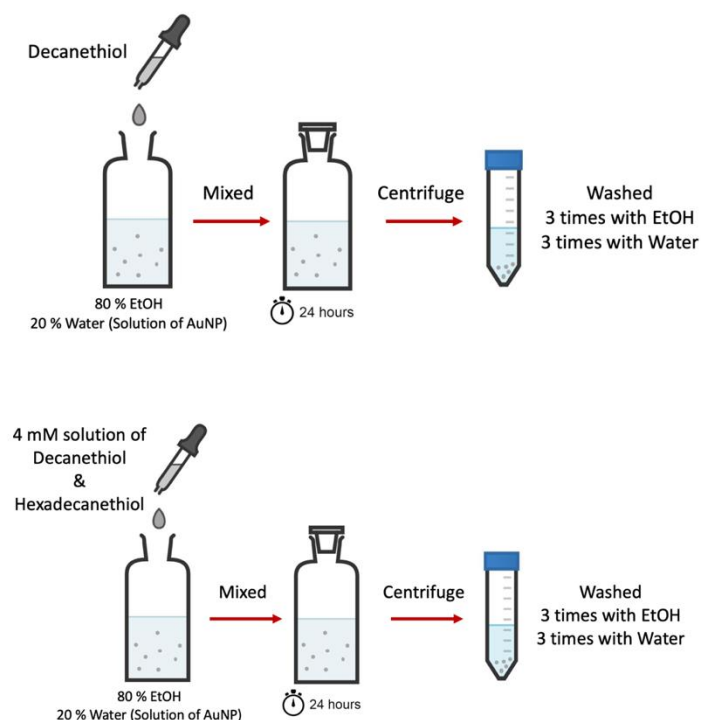 Decanethiol
Mixed
Centrifuge
Washed
3 times with EtOH
3 times with Water
80 % EtOH
20 % Water (Solution of AuNP)
24 hours
4 mM solution of
Decanethiol
&
Hexadecanethiol
Mixed
Centrifuge
Washed
3 times with EtOH
3 times with Water
80 % EtOH
20 % Water (Solution of AuNP)
24 hours